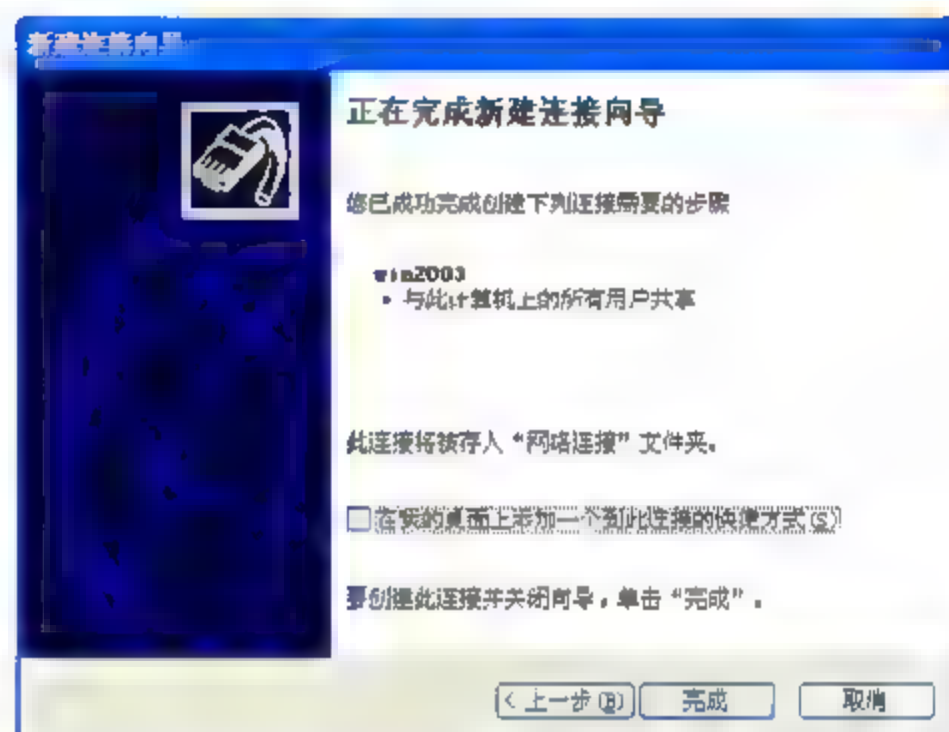 新建连接向导
正在完成新建连接向导
您已成功完成创建下列连接需要的步骤
win2003
• 与此计算机上的所有用户共享
此连接将被存入“网络连接”文件夹。
在我的桌面上添加一个到此连接的快捷方式(S)
要创建此连接并关闭向导，单击“完成”。
< 上一步(B) 完成 取消